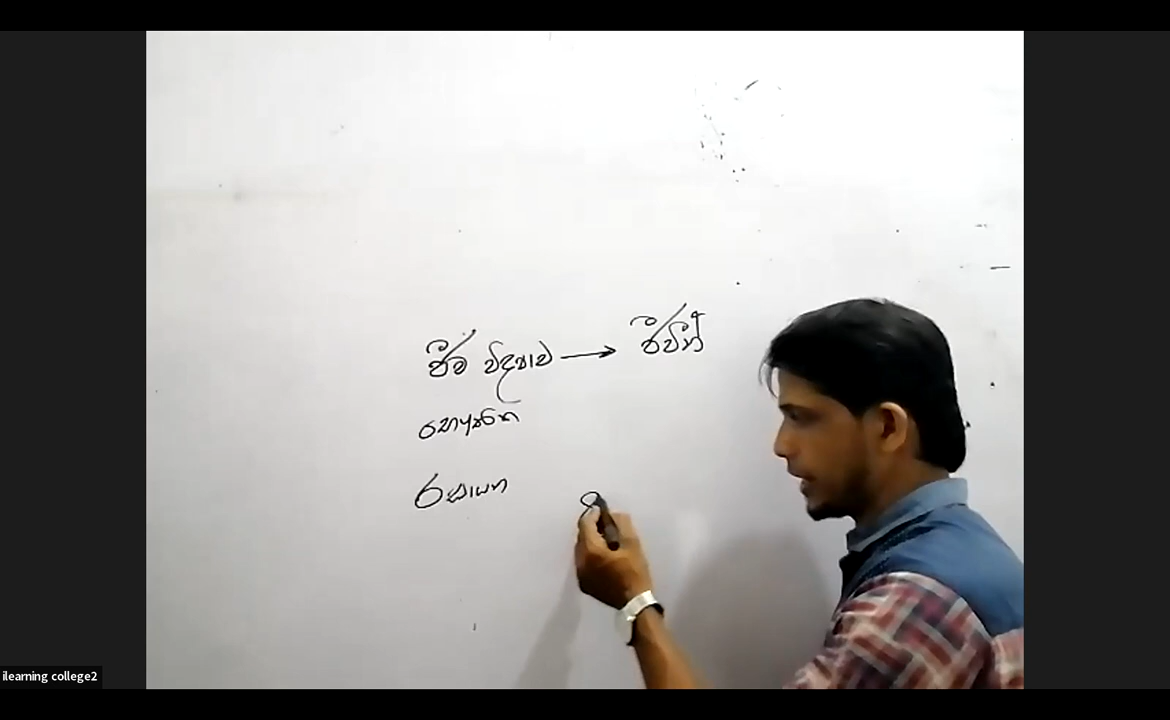 ජීව විද්‍යාව → ජීවීන්
භෞතික
රසායන
ilearning college2